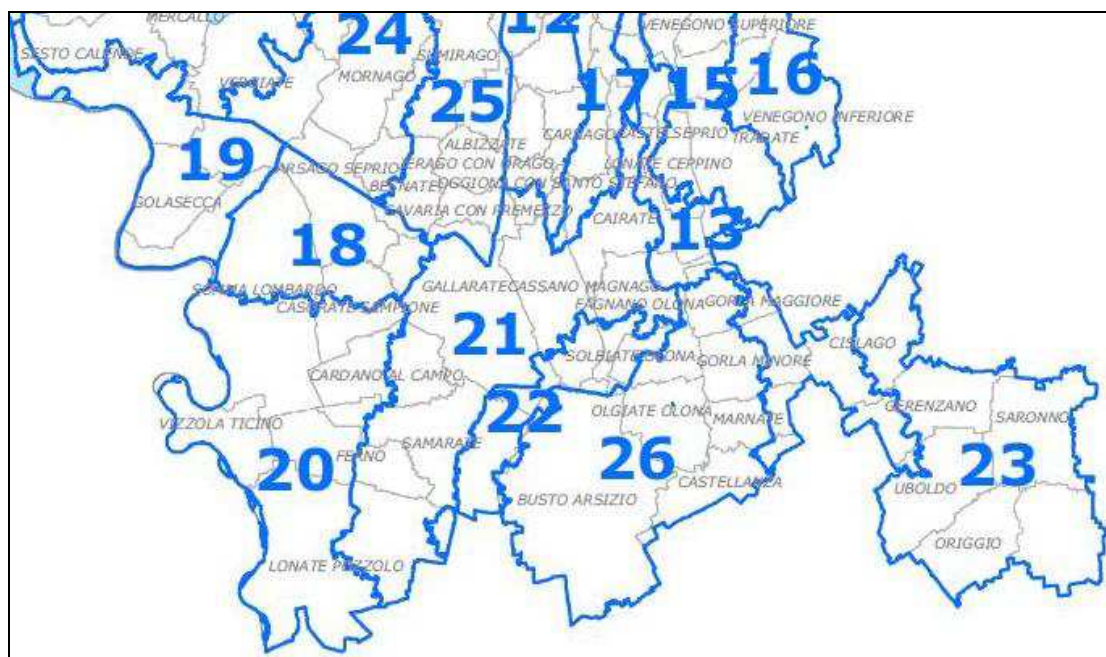 MERCALLO
24
12
VENEGONO SUPERIORE
SESTO CALENDE
SUMIRAGO
VERGIATE
MORNAGO
25
17
15
16
CARNAGO
CASTELSEPRIO
VENEGONO INFERIORE
TRADATE
19
ALBIZZATE
ARSAGO SEPRIO
JERAGO CON ORAGO
LONATE CEPPINO
BESNATE
OGGIONA CON SANTO STEFANO
GOLASECCA
CAVARIA CON PREMEZZO
CAIRATE
18
13
SOMMA LOMBARDO
GALLARATE
CASSANO MAGNAGO
CASORATE SEMPIONE
FAGNANO OLONA
GORLA MAGGIORE
21
CISLAGO
SOLBIATE OLONA
GORLA MINORE
CARDANO AL CAMPO
22
OLGIATE OLONA
GERENZANO
VIZZOLA TICINO
MARNATE
SARONNO
SAMARATE
20
FERNO
26
23
CASTELLANZA
UBOLDO
BUSTO ARSIZIO
ORIGGIO
LONATE POZZOLO